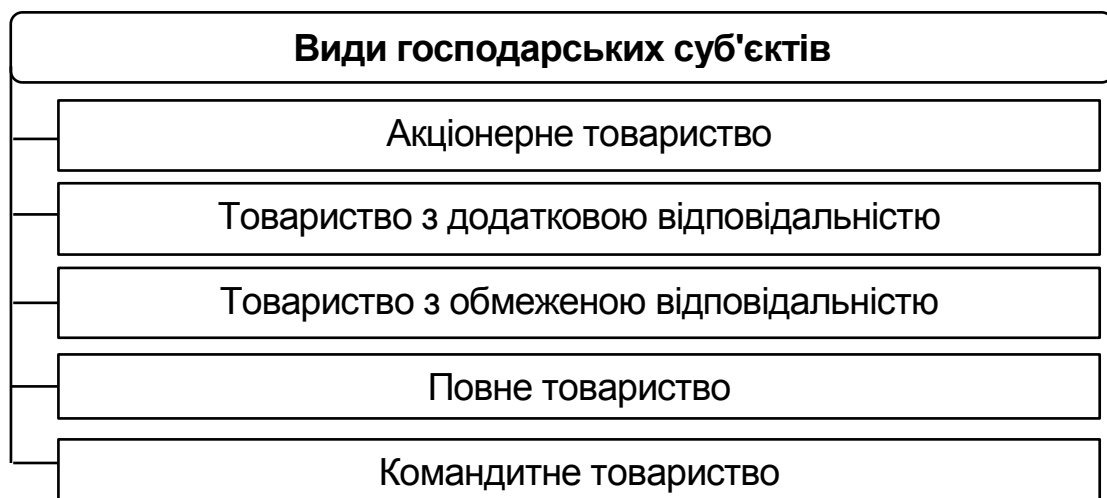 Види господарських суб'єктів
Акціонерне товариство
Товариство з додатковою відповідальністю
Товариство з обмеженою відповідальністю
Повне товариство
Командитне товариство